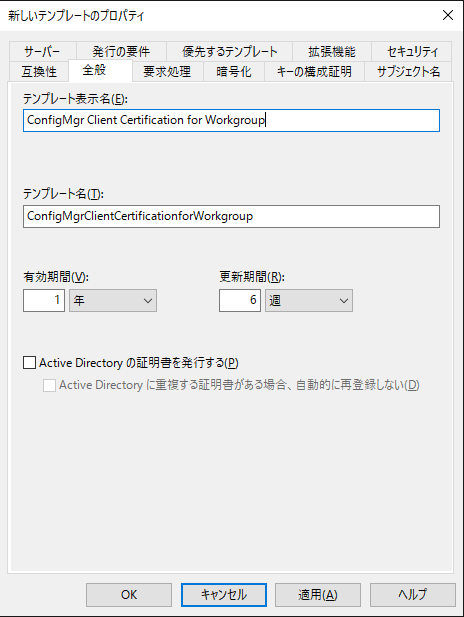 新しいテンプレートのプロパティ
サーバー 発行の要件 優先するテンプレート 拡張機能 セキュリティ
互換性 全般 要求処理 暗号化 キーの構成証明 サブジェクト名
テンプレート表示名(E):
ConfigMgr Client Certification for Workgroup
テンプレート名(T):
ConfigMgrClientCertificationforWorkgroup
有効期間(V): 更新期間(R):
1 年 6 週
Active Directory の証明書を発行する(P)
Active Directory に重複する証明書がある場合、自動的に再登録しない(D)
OK キャンセル 適用(A) ヘルプ